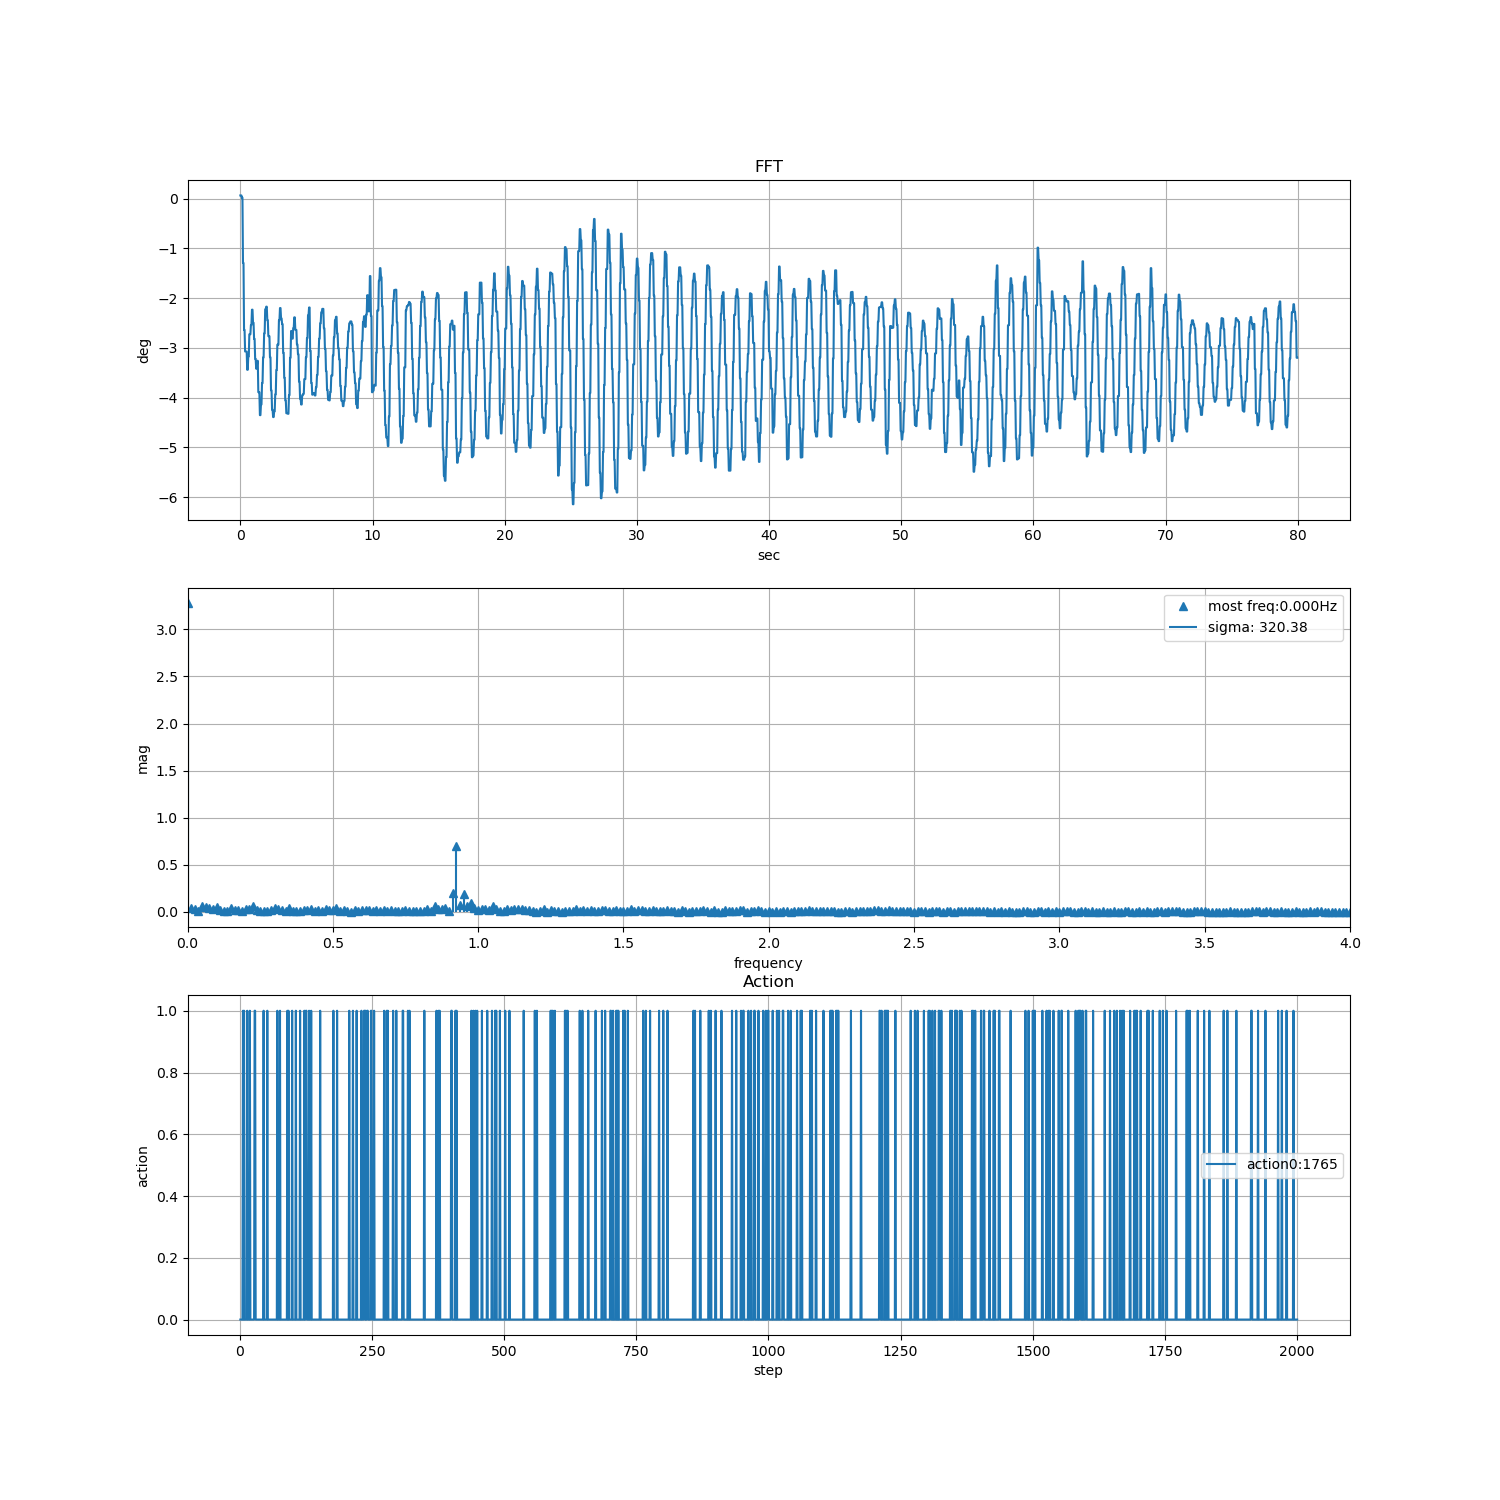 FFT
0
−1
−2
−3
−4
−5
−6
deg
0 10 20 30 40 50 60 70 80
sec
most freq:0.000Hz
sigma: 320.38
3.0
2.5
2.0
1.5
1.0
0.5
0.0
mag
0.0 0.5 1.0 1.5 2.0 2.5 3.0 3.5 4.0
frequency
Action
1.0
0.8
0.6
0.4
0.2
0.0
action
action0:1765
0 250 500 750 1000 1250 1500 1750 2000
step